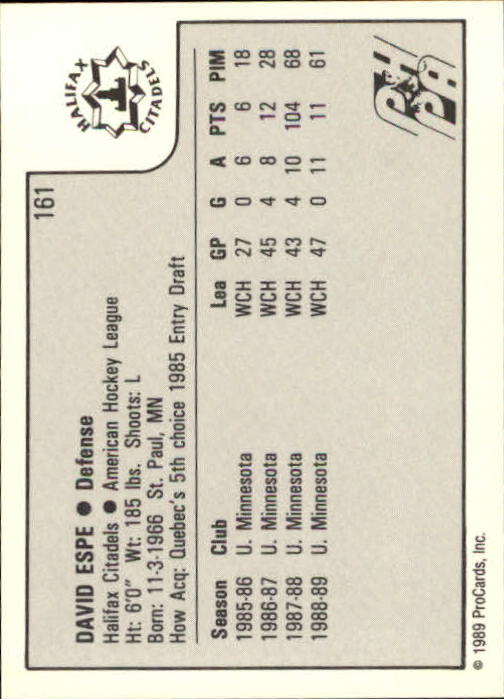 161
HALIFAX
CITADELS
DAVID ESPE ● Defense
Halifax Citadels ● American Hockey League
Ht: 6'0" Wt: 185 lbs. Shoots: L
Born: 11-3-1966 St. Paul, MN
How Acq: Quebec's 5th choice 1985 Entry Draft
Season Club Lea GP G A PTS PIM
1985-86 U. Minnesota WCH 27 0 6 6 18
1986-87 U. Minnesota WCH 45 4 8 12 28
1987-88 U. Minnesota WCH 43 4 10 104 68
1988-89 U. Minnesota WCH 47 0 11 11 61
© 1989 ProCards, Inc.